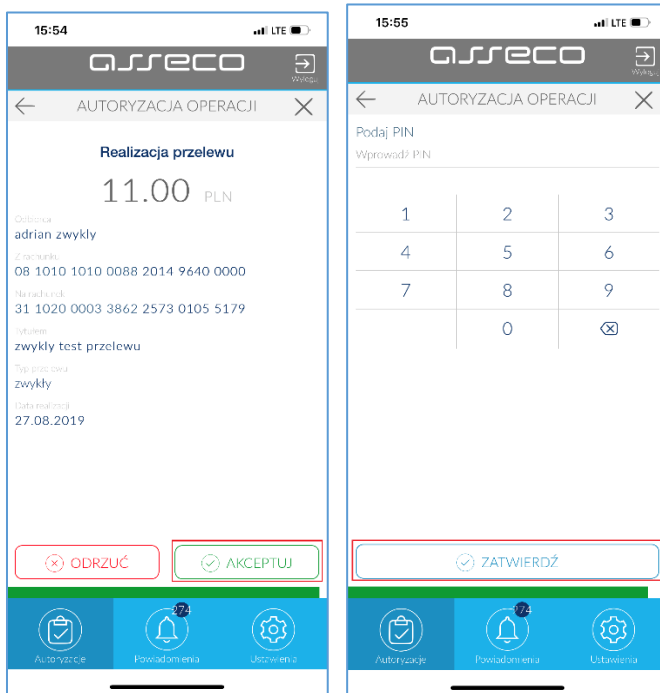 15:54
LTE
asseco
Wyloguj
AUTORYZACJA OPERACJI
Realizacja przelewu
11.00 PLN
Odbiorca
adrian zwykly
Z rachunku
08 1010 1010 0088 2014 9640 0000
Na rachunek
31 1020 0003 3862 2573 0105 5179
Tytułem
zwykly test przelewu
Typ przelewu
zwykły
Data realizacji
27.08.2019
ODRZUĆ
AKCEPTUJ
274
Autoryzacje
Powiadomienia
Ustawienia
15:55
LTE
asseco
Wyloguj
AUTORYZACJA OPERACJI
Podaj PIN
Wprowadź PIN
1 2 3
4 5 6
7 8 9
0
ZATWIERDŹ
274
Autoryzacje
Powiadomienia
Ustawienia